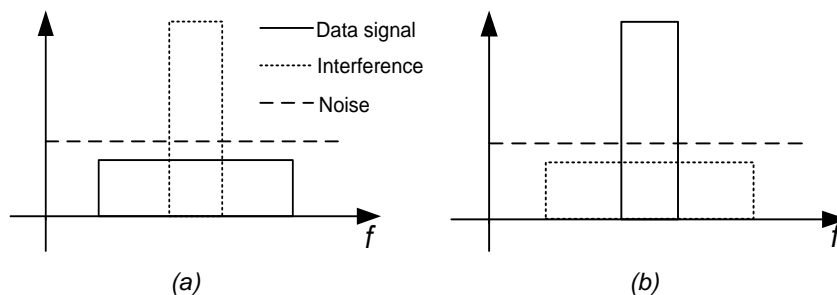 Data signal
Interference
Noise
f
f
(a)
(b)